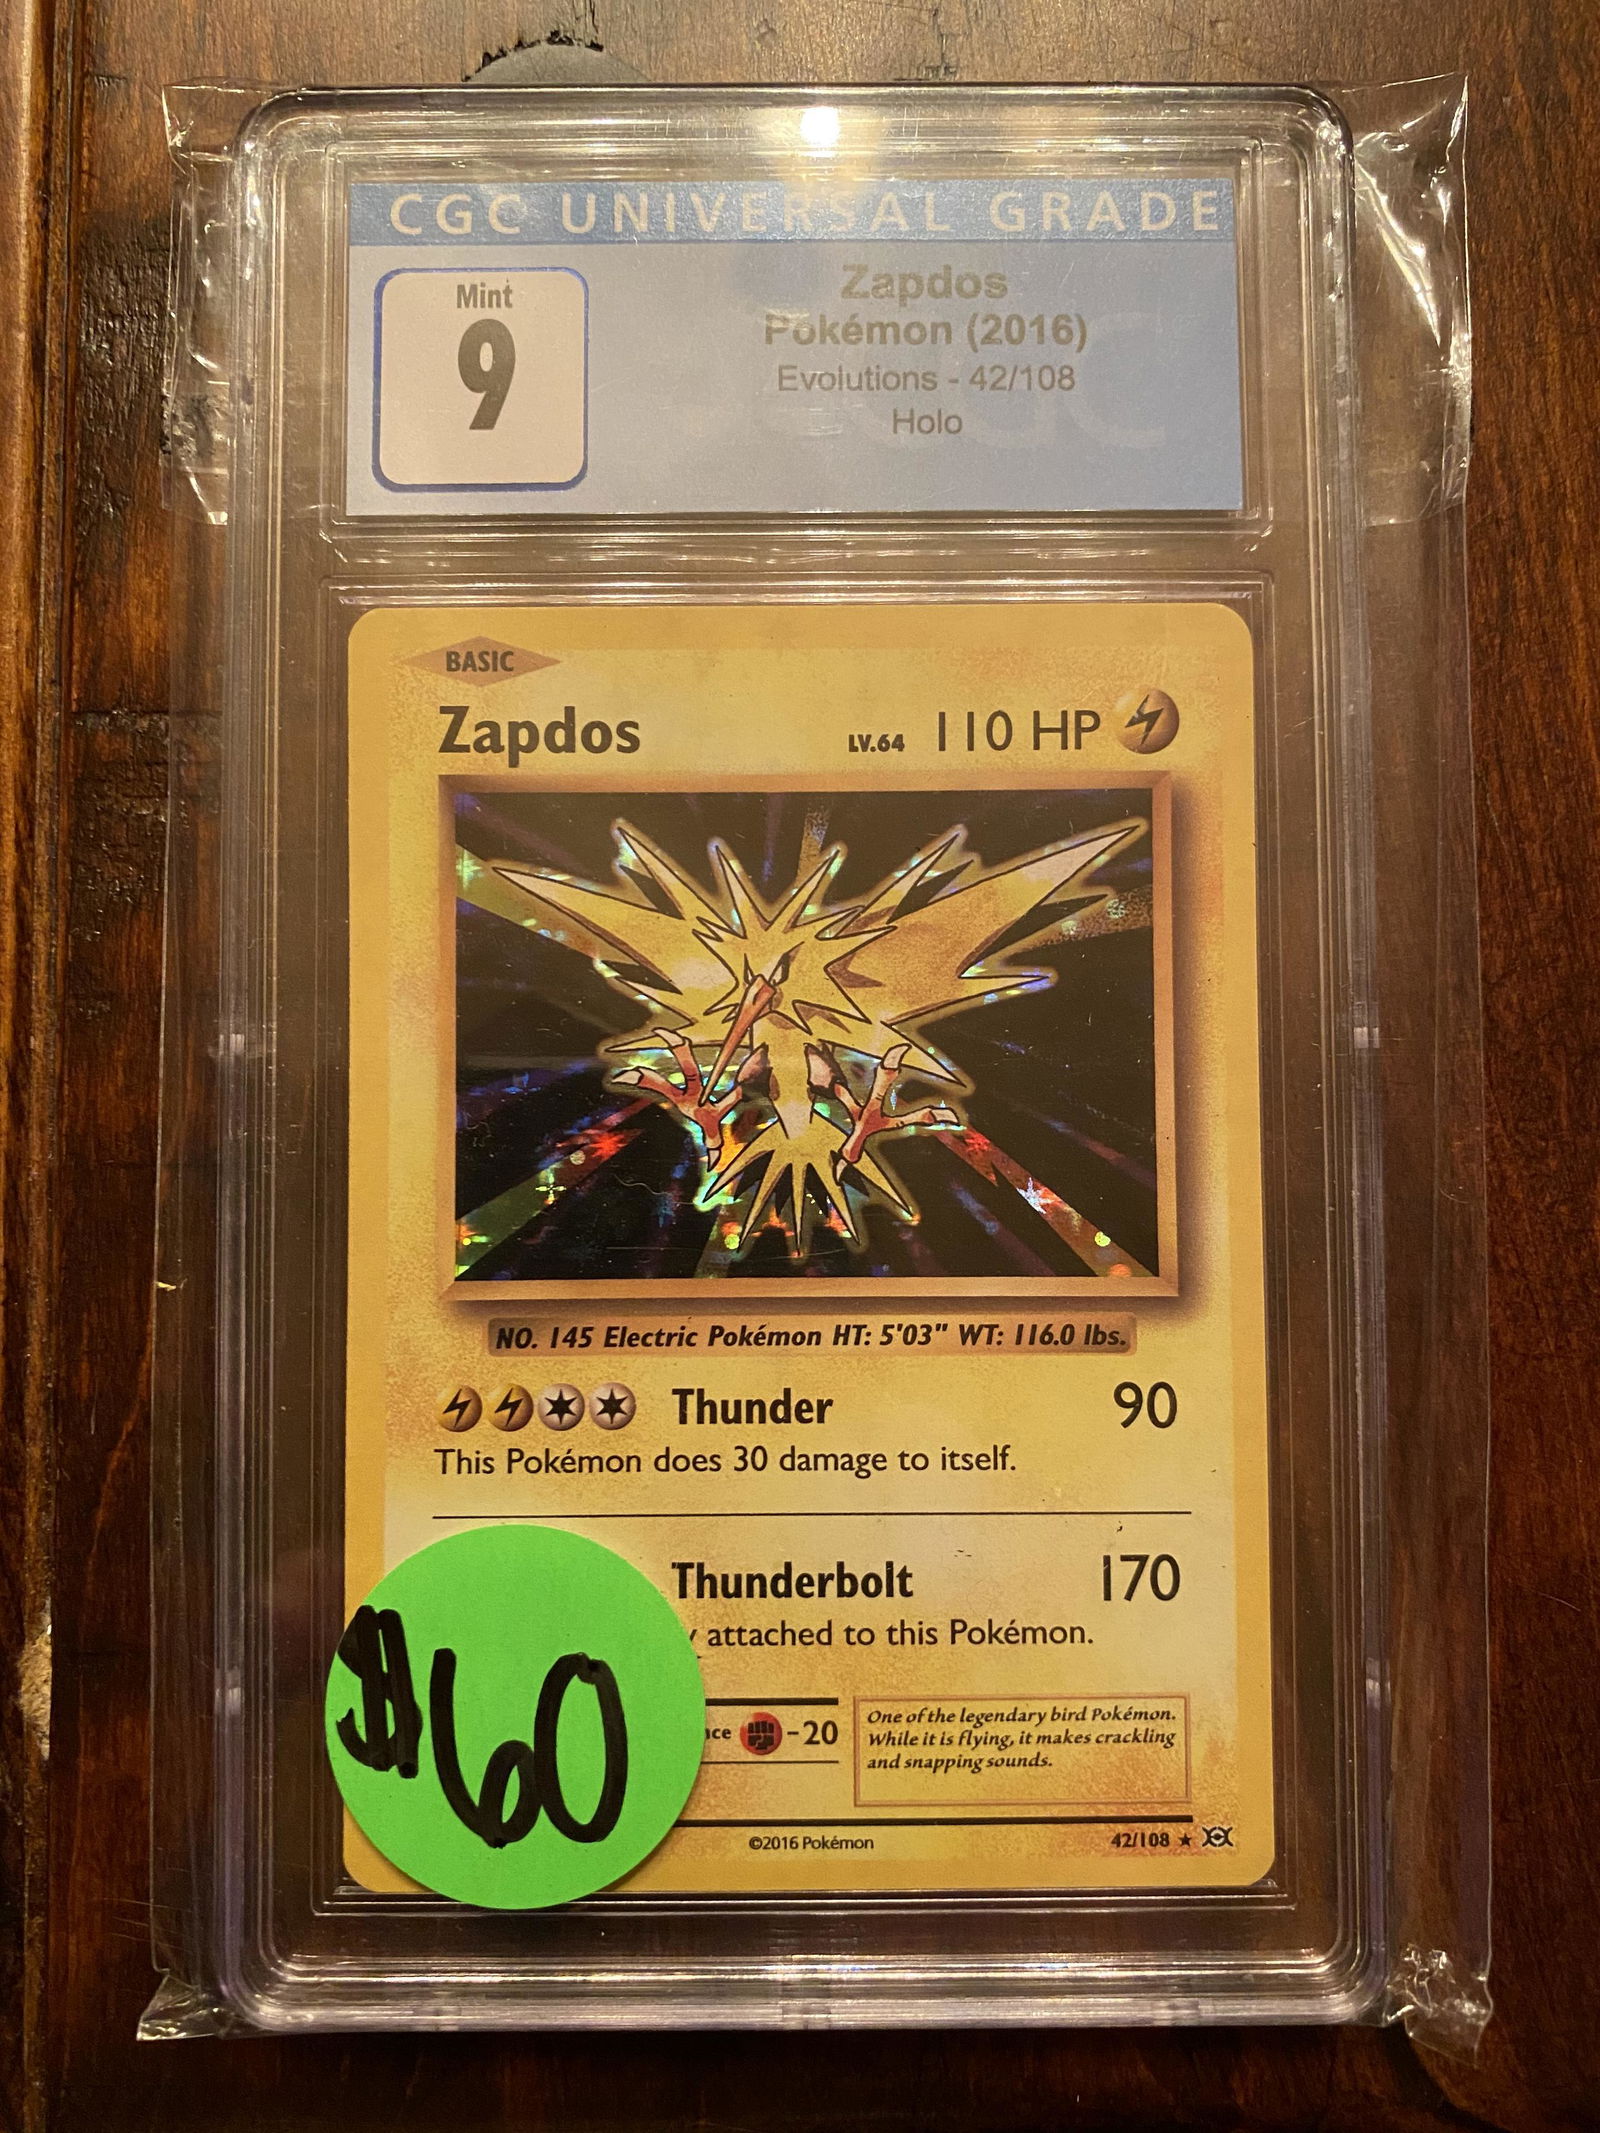 CGC UNIVERSAL GRADE
Mint
9
Zapdos
Pokémon (2016)
Evolutions - 42/108
Holo
BASIC
Zapdos LV.64 110 HP
NO. 145 Electric Pokémon HT: 5'03" WT: 116.0 lbs.
Thunder 90
This Pokémon does 30 damage to itself.
Thunderbolt 170
attached to this Pokémon.
$60
-20
One of the legendary bird Pokémon.
While it is flying, it makes crackling
and snapping sounds.
©2016 Pokémon
42/108